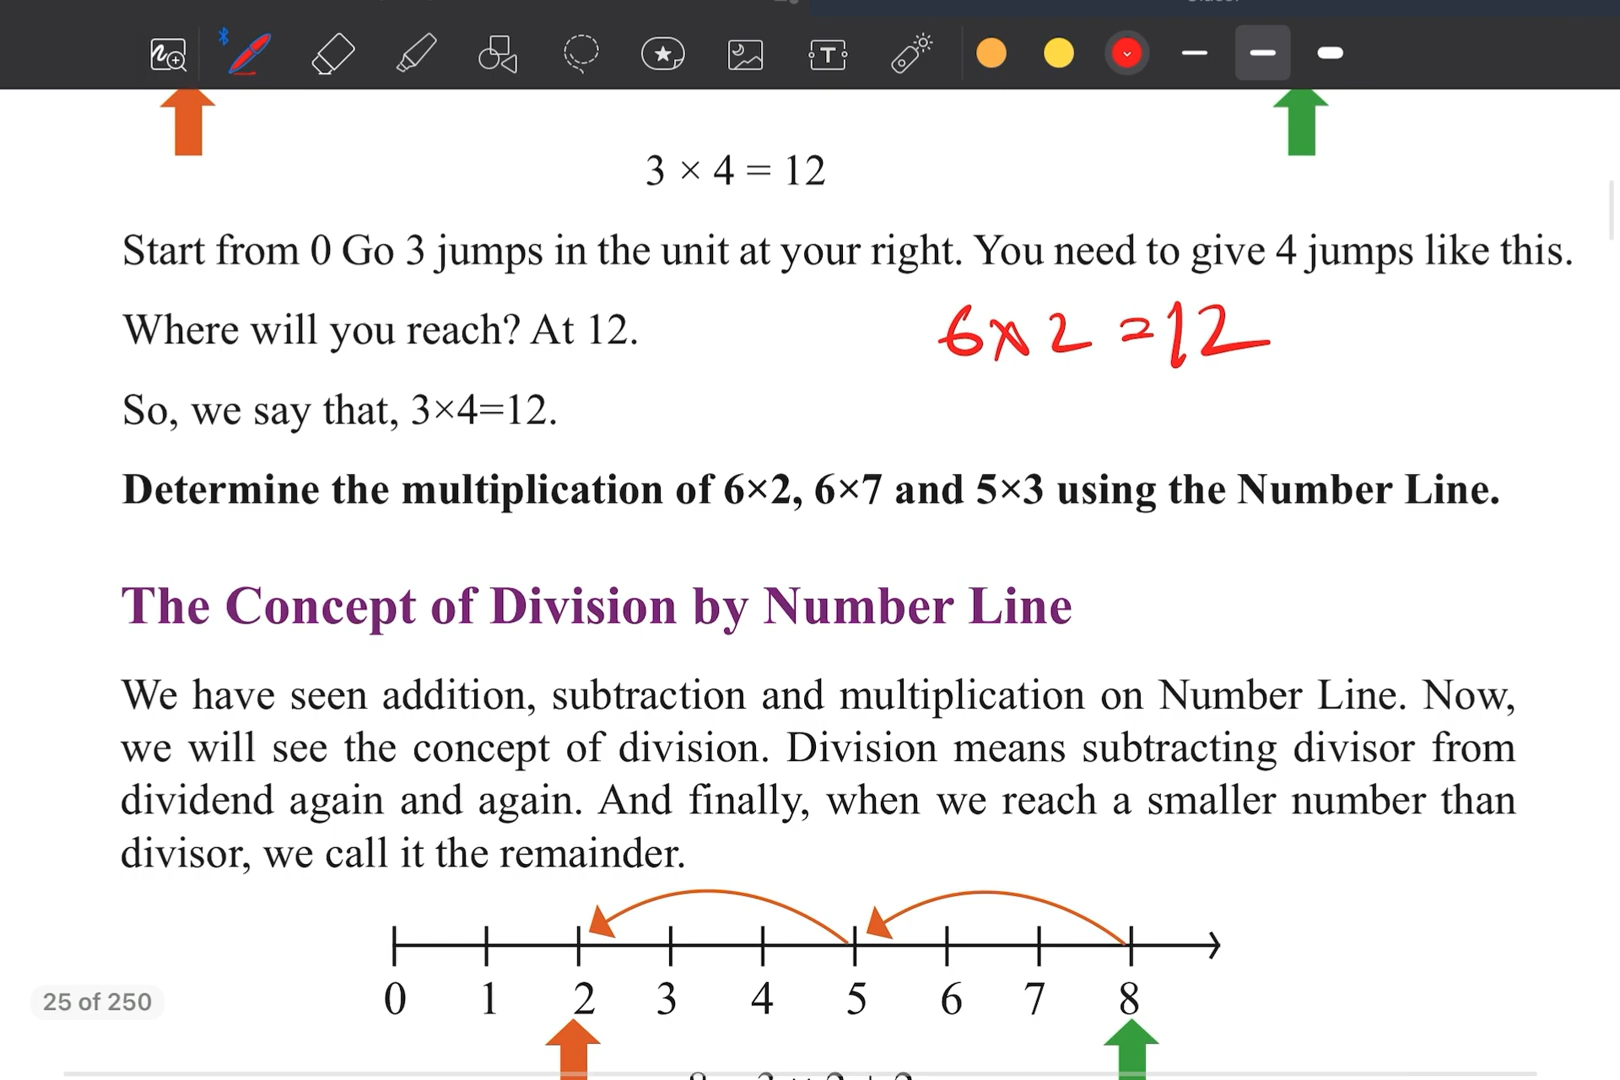 3 × 4 = 12
Start from 0 Go 3 jumps in the unit at your right. You need to give 4 jumps like this.
Where will you reach? At 12.
6×2 =12
So, we say that, 3×4=12.
Determine the multiplication of 6×2, 6×7 and 5×3 using the Number Line.
The Concept of Division by Number Line
We have seen addition, subtraction and multiplication on Number Line. Now,
we will see the concept of division. Division means subtracting divisor from
dividend again and again. And finally, when we reach a smaller number than
divisor, we call it the remainder.
0 1 2 3 4 5 6 7 8
25 of 250